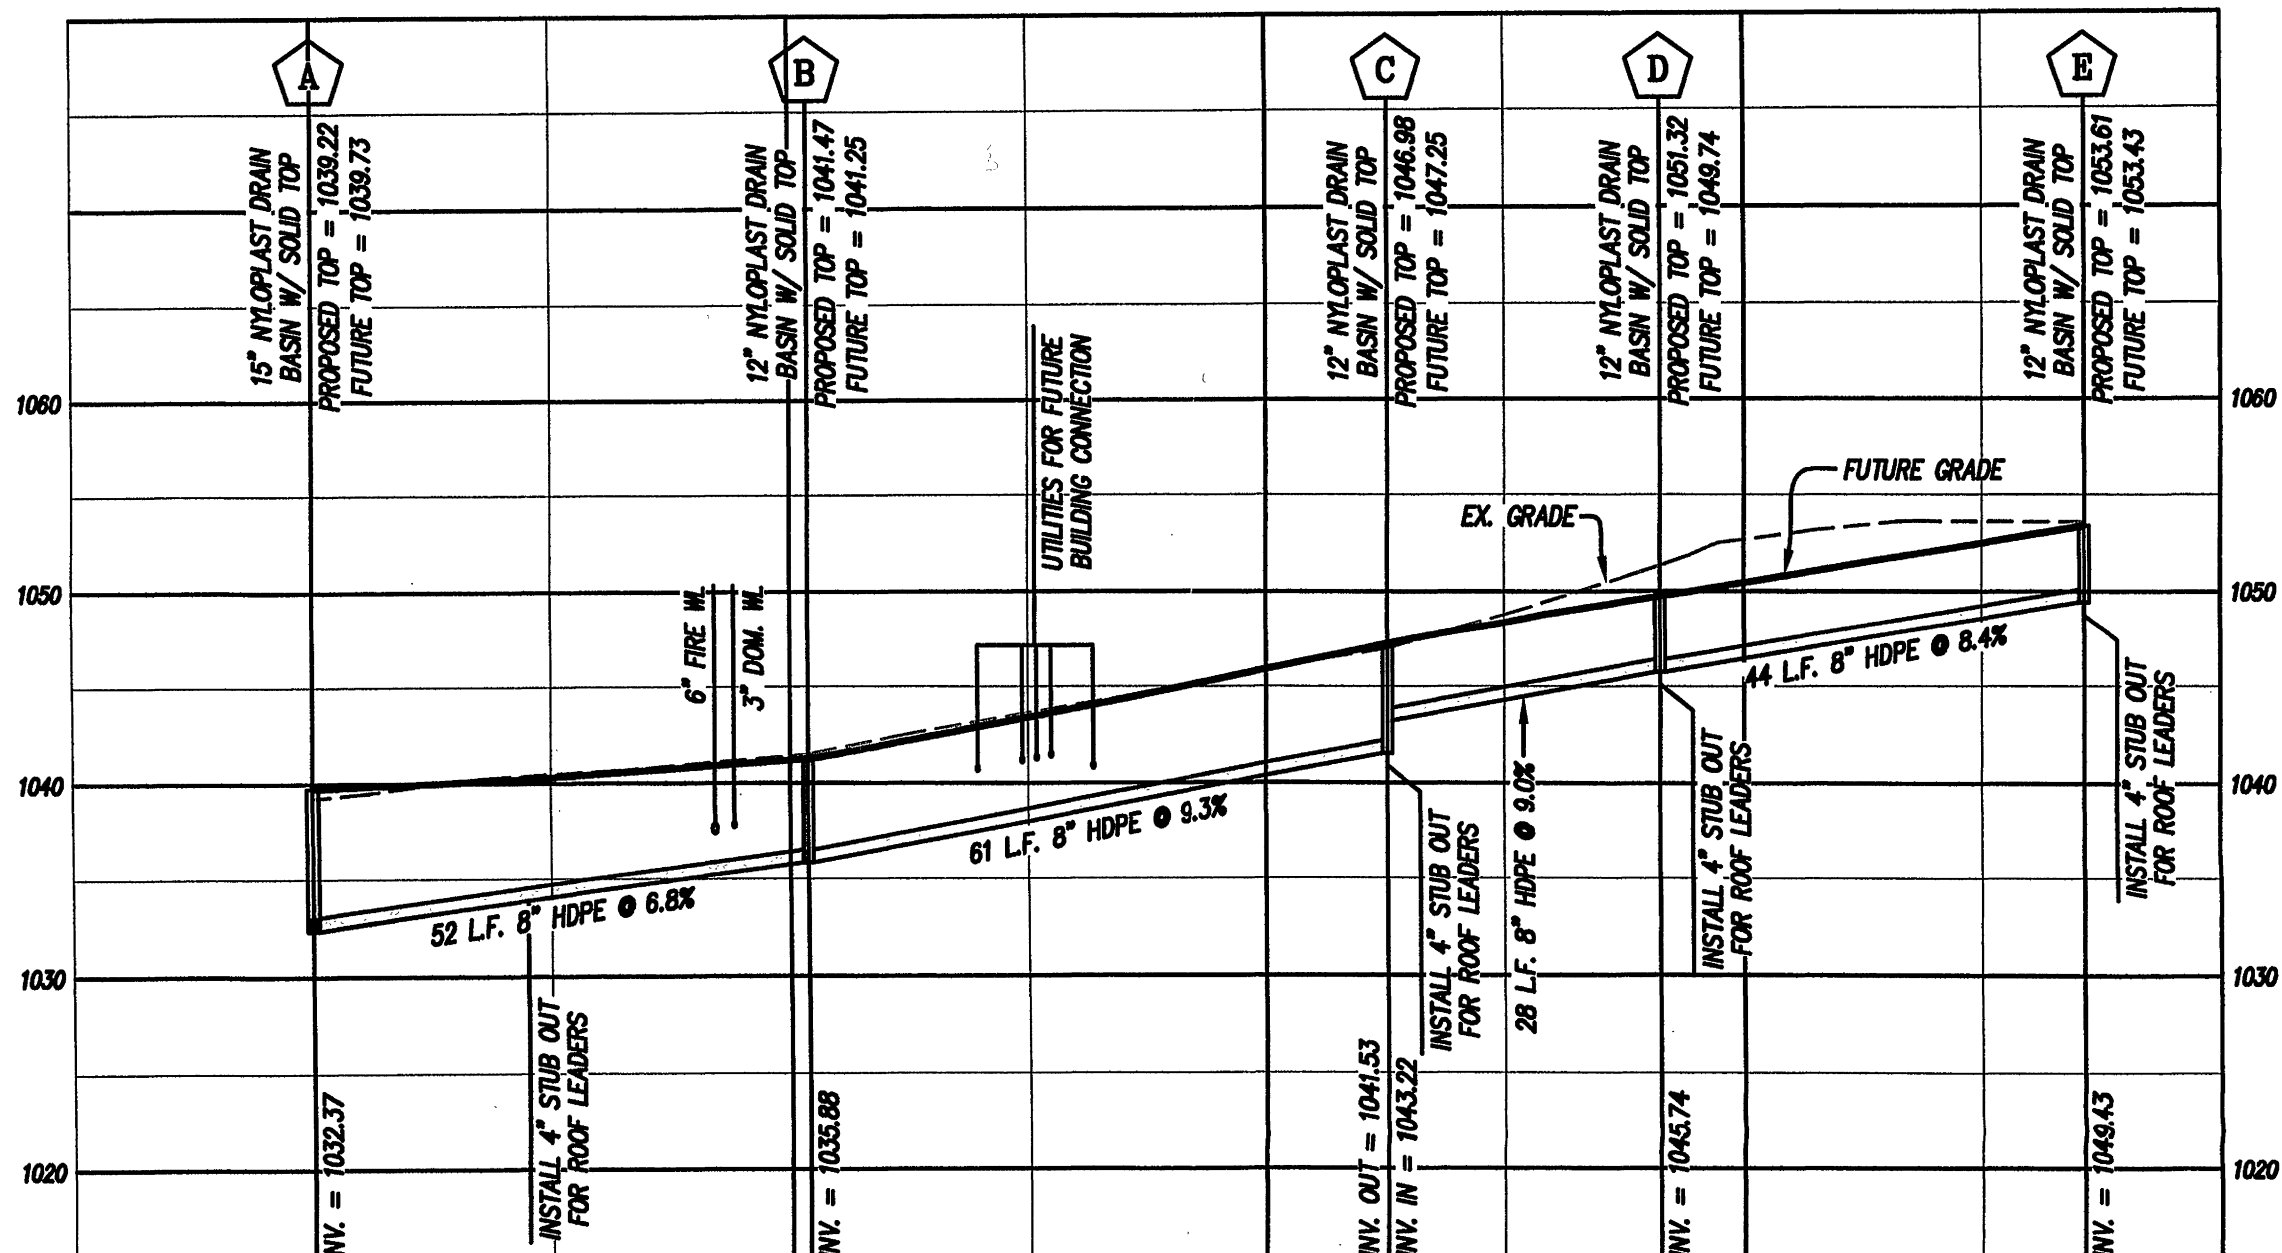 A
B
C
D
E
15" NYLOPLAST DRAIN
BASIN W/ SOLID TOP
PROPOSED TOP = 1039.22
FUTURE TOP = 1039.73
12" NYLOPLAST DRAIN
BASIN W/ SOLID TOP
PROPOSED TOP = 1041.47
FUTURE TOP = 1041.25
12" NYLOPLAST DRAIN
BASIN W/ SOLID TOP
PROPOSED TOP = 1046.98
FUTURE TOP = 1047.25
12" NYLOPLAST DRAIN
BASIN W/ SOLID TOP
PROPOSED TOP = 1051.32
FUTURE TOP = 1049.74
12" NYLOPLAST DRAIN
BASIN W/ SOLID TOP
PROPOSED TOP = 1053.61
FUTURE TOP = 1053.43
1060
1060
UTILITIES FOR FUTURE
BUILDING CONNECTION
FUTURE GRADE
EX. GRADE
1050
1050
6" FIRE WL
3" DOM. WL
44 L.F. 8" HDPE @ 8.4%
1040
1040
61 L.F. 8" HDPE @ 9.3%
28 L.F. 8" HDPE @ 9.0%
52 L.F. 8" HDPE @ 6.8%
INSTALL 4" STUB OUT
FOR ROOF LEADERS
INSTALL 4" STUB OUT
FOR ROOF LEADERS
INSTALL 4" STUB OUT
FOR ROOF LEADERS
INSTALL 4" STUB OUT
FOR ROOF LEADERS
1030
1030
1020
1020
INV. = 1032.37
INV. = 1035.88
INV. OUT = 1041.53
INV. IN = 1043.22
INV. = 1045.74
INV. = 1049.43